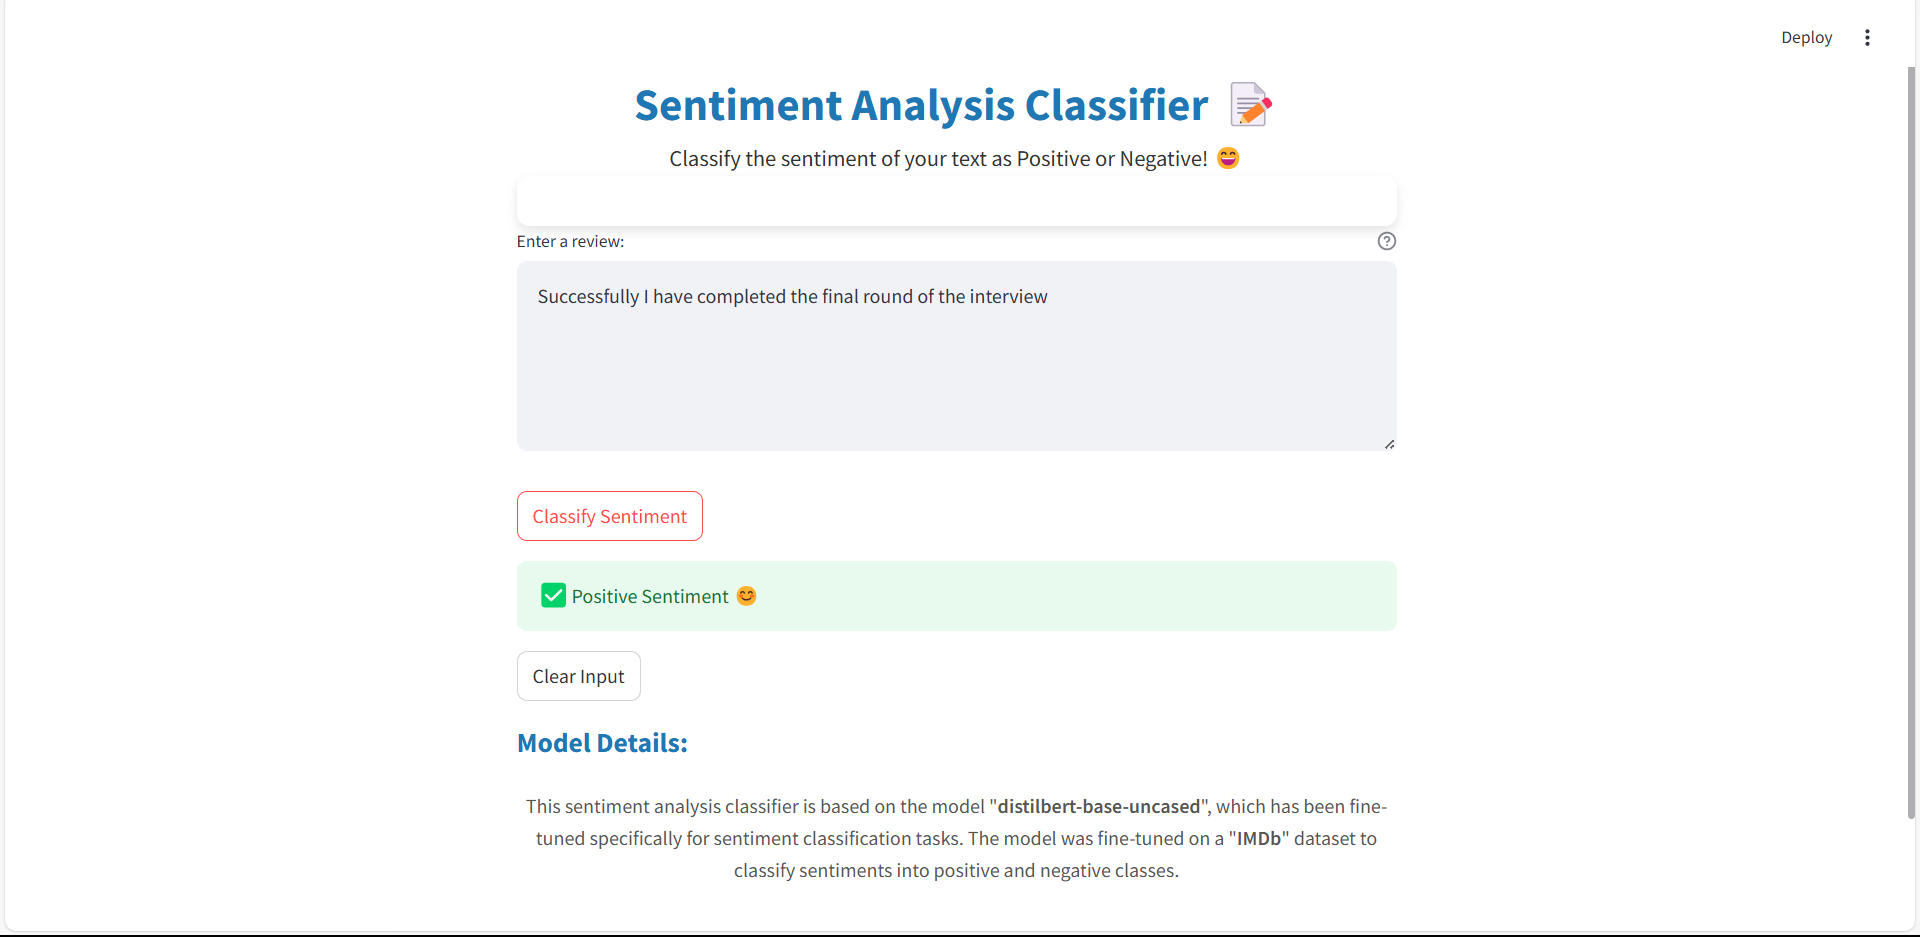 Deploy
Sentiment Analysis Classifier
Classify the sentiment of your text as Positive or Negative! 😄
Enter a review:
Successfully I have completed the final round of the interview
Classify Sentiment
✅ Positive Sentiment 😊
Clear Input
Model Details:
This sentiment analysis classifier is based on the model "distilbert-base-uncased", which has been fine-
tuned specifically for sentiment classification tasks. The model was fine-tuned on a "IMDb" dataset to
classify sentiments into positive and negative classes.